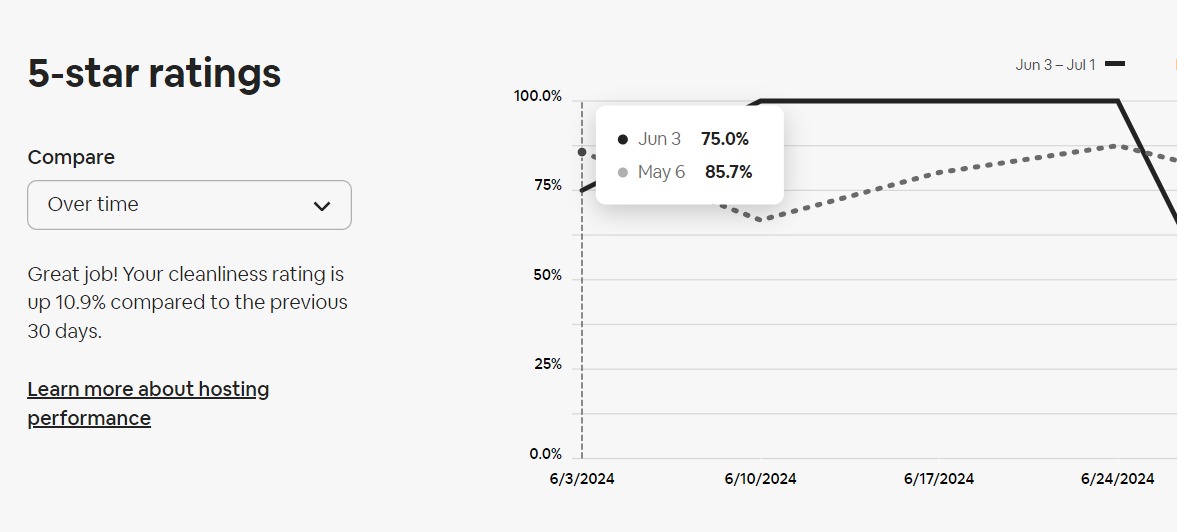 5-star ratings
Compare
Over time
Great job! Your cleanliness rating is
up 10.9% compared to the previous
30 days.
Learn more about hosting
performance
Jun 3 – Jul 1
100.0%
75%
50%
25%
0.0%
Jun 3 75.0%
May 6 85.7%
6/3/2024 6/10/2024 6/17/2024 6/24/2024